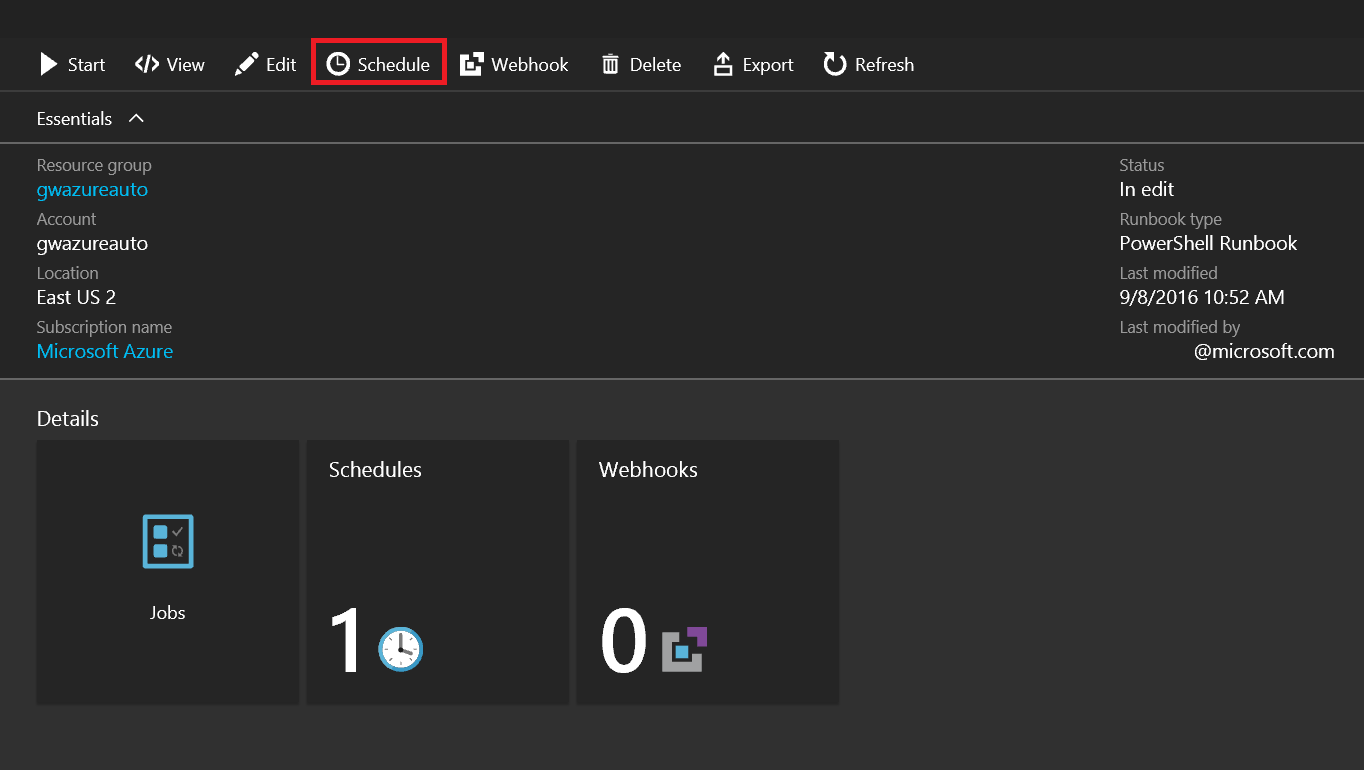 Start View Edit Schedule Webhook Delete Export Refresh
Essentials
Resource group
gwazureauto
Account
gwazureauto
Location
East US 2
Subscription name
Microsoft Azure
Status
In edit
Runbook type
PowerShell Runbook
Last modified
9/8/2016 10:52 AM
Last modified by
@microsoft.com
Details
Jobs
Schedules
1
Webhooks
0